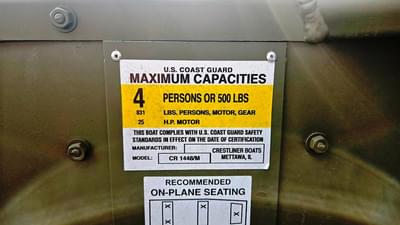 U.S. COAST GUARD
MAXIMUM CAPACITIES
4 PERSONS OR 500 LBS
831 LBS, PERSONS, MOTOR, GEAR
25 H.P. MOTOR
THIS BOAT COMPLIES WITH U.S. COAST GUARD SAFETY
STANDARDS IN EFFECT ON THE DATE OF CERTIFICATION
MANUFACTURER: CRESTLINER BOATS
METTAWA, IL
MODEL: CR 1448/M
RECOMMENDED
ON-PLANE SEATING
X
X
X